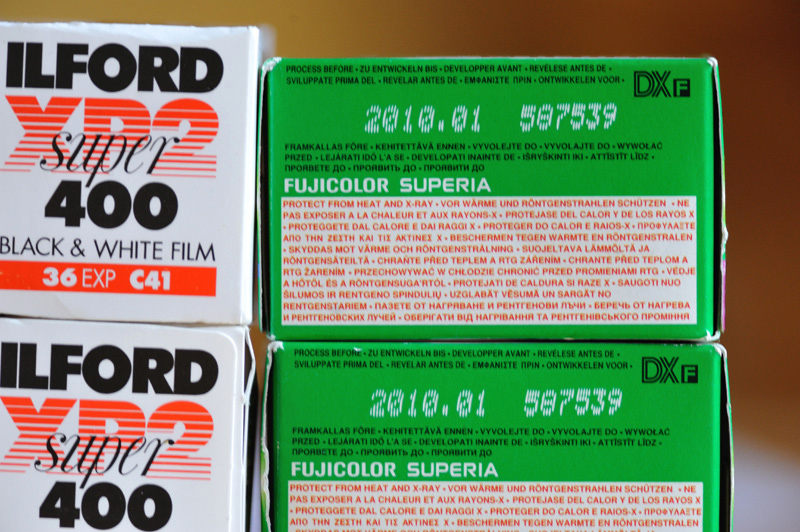 ILFORD
XP2
super
400
BLACK & WHITE FILM
36 EXP C41
ILFORD
XP2
super
400
PROCESS BEFORE • ZU ENTWICKELN BIS • DEVELOPPER AVANT • REVÉLESE ANTES DE •
SVILUPPATE PRIMA DEL • REVELAR ANTES DE • ΕΜΦΑΝΙΣΤΕ ΠΡΙΝ • ONTWIKKELEN VOOR •
DX F
2010.01 587539
FRAMKALLAS FÖRE • KEHITETTÄVÄ ENNEN • VYVOLEJTE DO • VYVOLAJTE DO • WYWOŁAĆ
PRZED • LEJÁRATI IDŐ L'A SE • DEVELOPATI INAINTE DE • IŠRYŠKINTI IKI • ATTĪSTĪT LĪDZ •
ПРОЯВЕТЕ ДО • ПРОЯВИТЬ ДО • ПРОЯВИТИ ДО
FUJICOLOR SUPERIA
PROTECT FROM HEAT AND X-RAY • VOR WÄRME UND RÖNTGENSTRAHLEN SCHÜTZEN • NE
PAS EXPOSER A LA CHALEUR ET AUX RAYONS-X • PROTEJASE DEL CALOR Y DE LOS RAYOS X
• PROTEGGETE DAL CALORE E DAI RAGGI X • PROTEGER DO CALOR E RAIOS-X • ΠΡΟΦΥΛΑΞΤΕ
ΑΠΟ ΤΗΝ ΖΕΣΤΗ ΚΑΙ ΤΙΣ ΑΚΤΙΝΕΣ Χ • BESCHERMEN TEGEN WARMTE EN RÖNTGENSTRALEN
• SKYDDAS MOT VÄRME OCH RÖNTGENSTRÅLNING • SUOJELTAVA LÄMMÖLTÄ JA
RÖNTGENSÄTEILTÄ • CHRAŇTE PŘED TEPLEM A RTG ZÁŘENÍM • CHRANTE PŘED TEPLOM A
RTG ŽARENÍM • PRZECHOWYWAĆ W CHŁODZIE CHRONIĆ PRZED PROMIENIAMI RTG • VÉDJE
A HŐTŐL ÉS A RÖNTGENSUGA'RTÓL • PROTEJATI DE CALDURA SI RAZE X • SAUGOTI NUO
ŠILUMOS IR RENTGENO SPINDULIŲ • UZGLABĀT VĒSUMĀ UN SARGĀT NO
RENTGENSTARIEM • ПАЗЕТЕ ОТ НАГРЯВАНЕ И РЕНТГЕНОВИ ЛЪЧИ • БЕРЕЧЬ ОТ НАГРЕВА
И РЕНТГЕНОВСКИХ ЛУЧЕЙ • ОБЕРІГАТИ ВІД НАГРІВАННЯ ТА РЕНТГЕНІВСЬКОГО ПРОМІННЯ
PROCESS BEFORE • ZU ENTWICKELN BIS • DEVELOPPER AVANT • REVÉLESE ANTES DE •
SVILUPPATE PRIMA DEL • REVELAR ANTES DE • ΕΜΦΑΝΙΣΤΕ ΠΡΙΝ • ONTWIKKELEN VOOR •
DX F
2010.01 587539
FRAMKALLAS FÖRE • KEHITETTÄVÄ ENNEN • VYVOLEJTE DO • VYVOLAJTE DO • WYWOŁAĆ
PRZED • LEJÁRATI IDŐ L'A SE • DEVELOPATI INAINTE DE • IŠRYŠKINTI IKI • ATTĪSTĪT LĪDZ •
ПРОЯВЕТЕ ДО • ПРОЯВИТЬ ДО • ПРОЯВИТИ ДО
FUJICOLOR SUPERIA
PROTECT FROM HEAT AND X-RAY • VOR WÄRME UND RÖNTGENSTRAHLEN SCHÜTZEN • NE
PAS EXPOSER A LA CHALEUR ET AUX RAYONS-X • PROTEJASE DEL CALOR Y DE LOS RAYOS X
• PROTEGGETE DAL CALORE E DAI RAGGI X • PROTEGER DO CALOR E RAIOS-X • ΠΡΟΦΥΛΑΞΤΕ
ΑΠΟ ΤΗΝ ΖΕΣΤΗ ΚΑΙ ΤΙΣ ΑΚΤΙΝΕΣ Χ • BESCHERMEN TEGEN WARMTE EN RÖNTGENSTRALEN